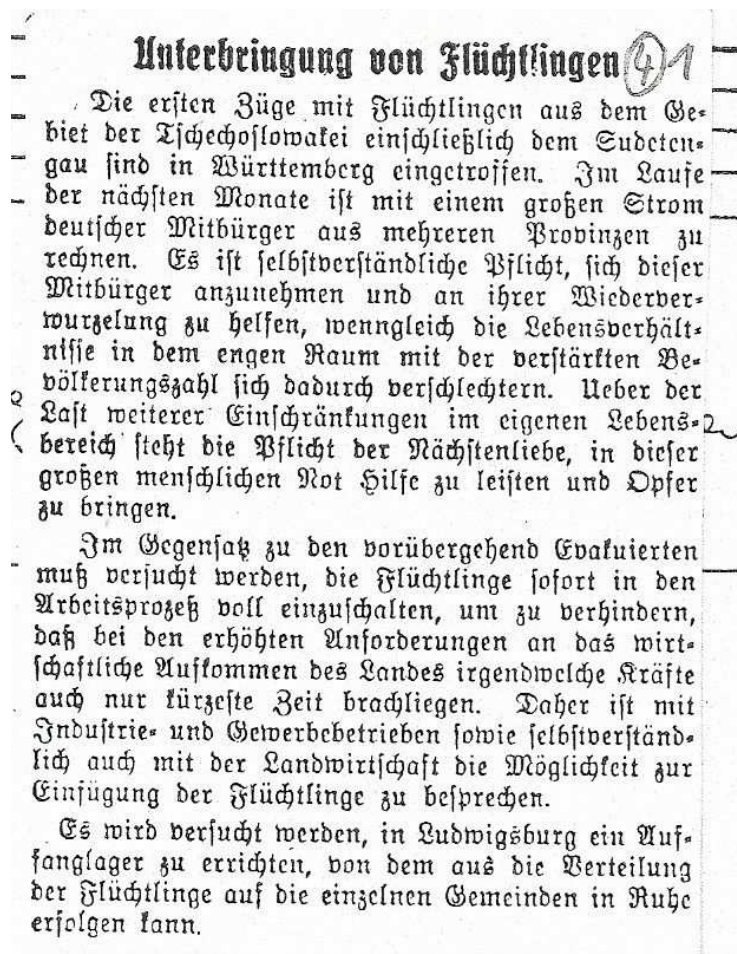 Unterbringung von Flüchtlingen 4 1
Die ersten Züge mit Flüchtlingen aus dem Ge-
biet der Tschechoslowakei einschließlich dem Sudeten-
gau sind in Württemberg eingetroffen. Im Laufe
der nächsten Monate ist mit einem großen Strom
deutscher Mitbürger aus mehreren Provinzen zu
rechnen. Es ist selbstverständliche Pflicht, sich dieser
Mitbürger anzunehmen und an ihrer Wiederver-
wurzelung zu helfen, wenngleich die Lebensverhält-
nisse in dem engen Raum mit der verstärkten Be-
völkerungszahl sich dadurch verschlechtern. Ueber der
Last weiterer Einschränkungen im eigenen Lebens-
bereich steht die Pflicht der Nächstenliebe, in dieser
großen menschlichen Not Hilfe zu leisten und Opfer
zu bringen.
Im Gegensatz zu den vorübergehend Evakuierten
muß versucht werden, die Flüchtlinge sofort in den
Arbeitsprozeß voll einzuschalten, um zu verhindern,
daß bei den erhöhten Anforderungen an das wirt-
schaftliche Aufkommen des Landes irgendwelche Kräfte
auch nur kürzeste Zeit brachliegen. Daher ist mit
Industrie- und Gewerbebetrieben sowie selbstverständ-
lich auch mit der Landwirtschaft die Möglichkeit zur
Einfügung der Flüchtlinge zu besprechen.
Es wird versucht werden, in Ludwigsburg ein Auf-
fanglager zu errichten, von dem aus die Verteilung
der Flüchtlinge auf die einzelnen Gemeinden in Ruhe
erfolgen kann.